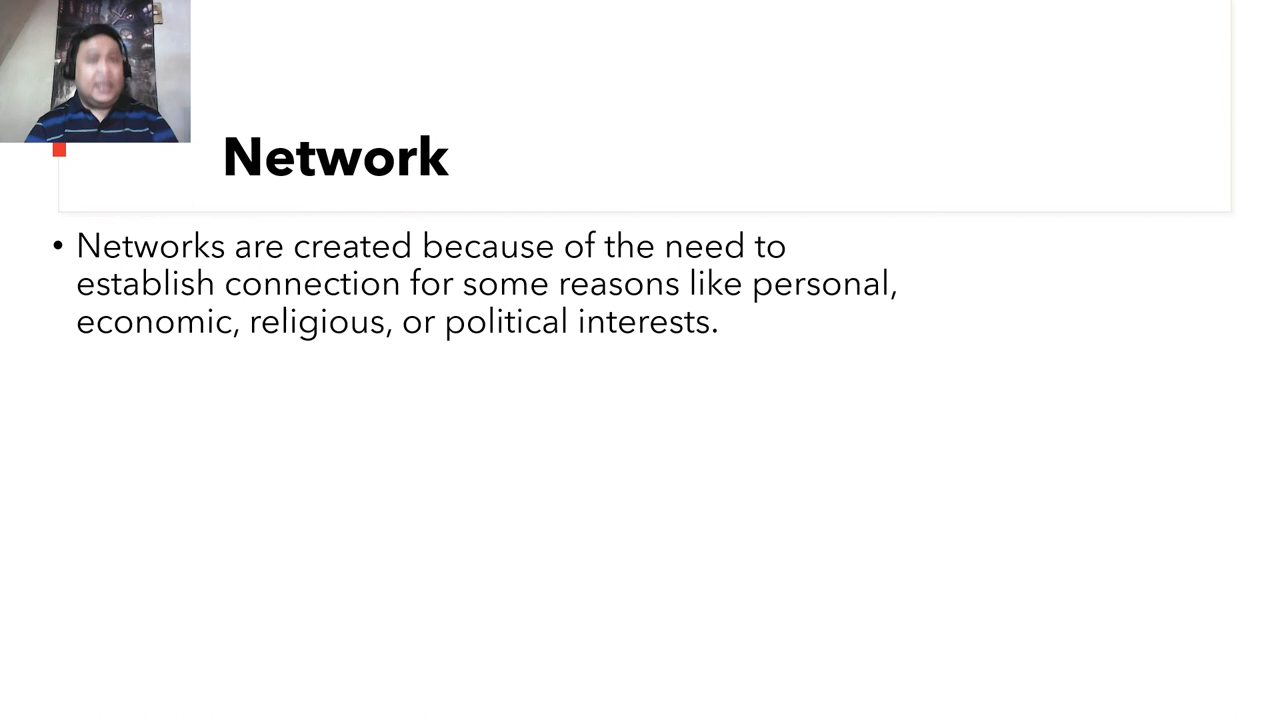 Network
• Networks are created because of the need to
establish connection for some reasons like personal,
economic, religious, or political interests.